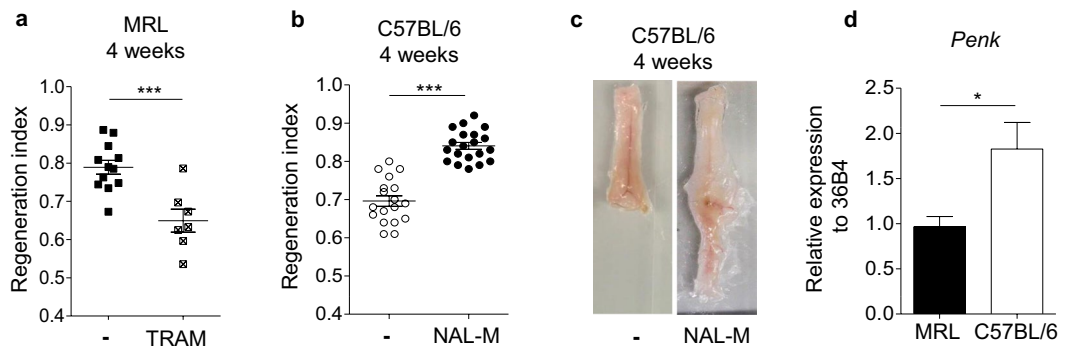 a
MRL
4 weeks
***
Regeneration index
1.0
0.9
0.8
0.7
0.6
0.5
0.4
-
TRAM
b
C57BL/6
4 weeks
***
Regeneration index
1.0
0.9
0.8
0.7
0.6
0.5
0.4
-
NAL-M
c
C57BL/6
4 weeks
-
NAL-M
d
Penk
*
Relative expression
to 36B4
2.5
2.0
1.5
1.0
0.5
0.0
MRL
C57BL/6